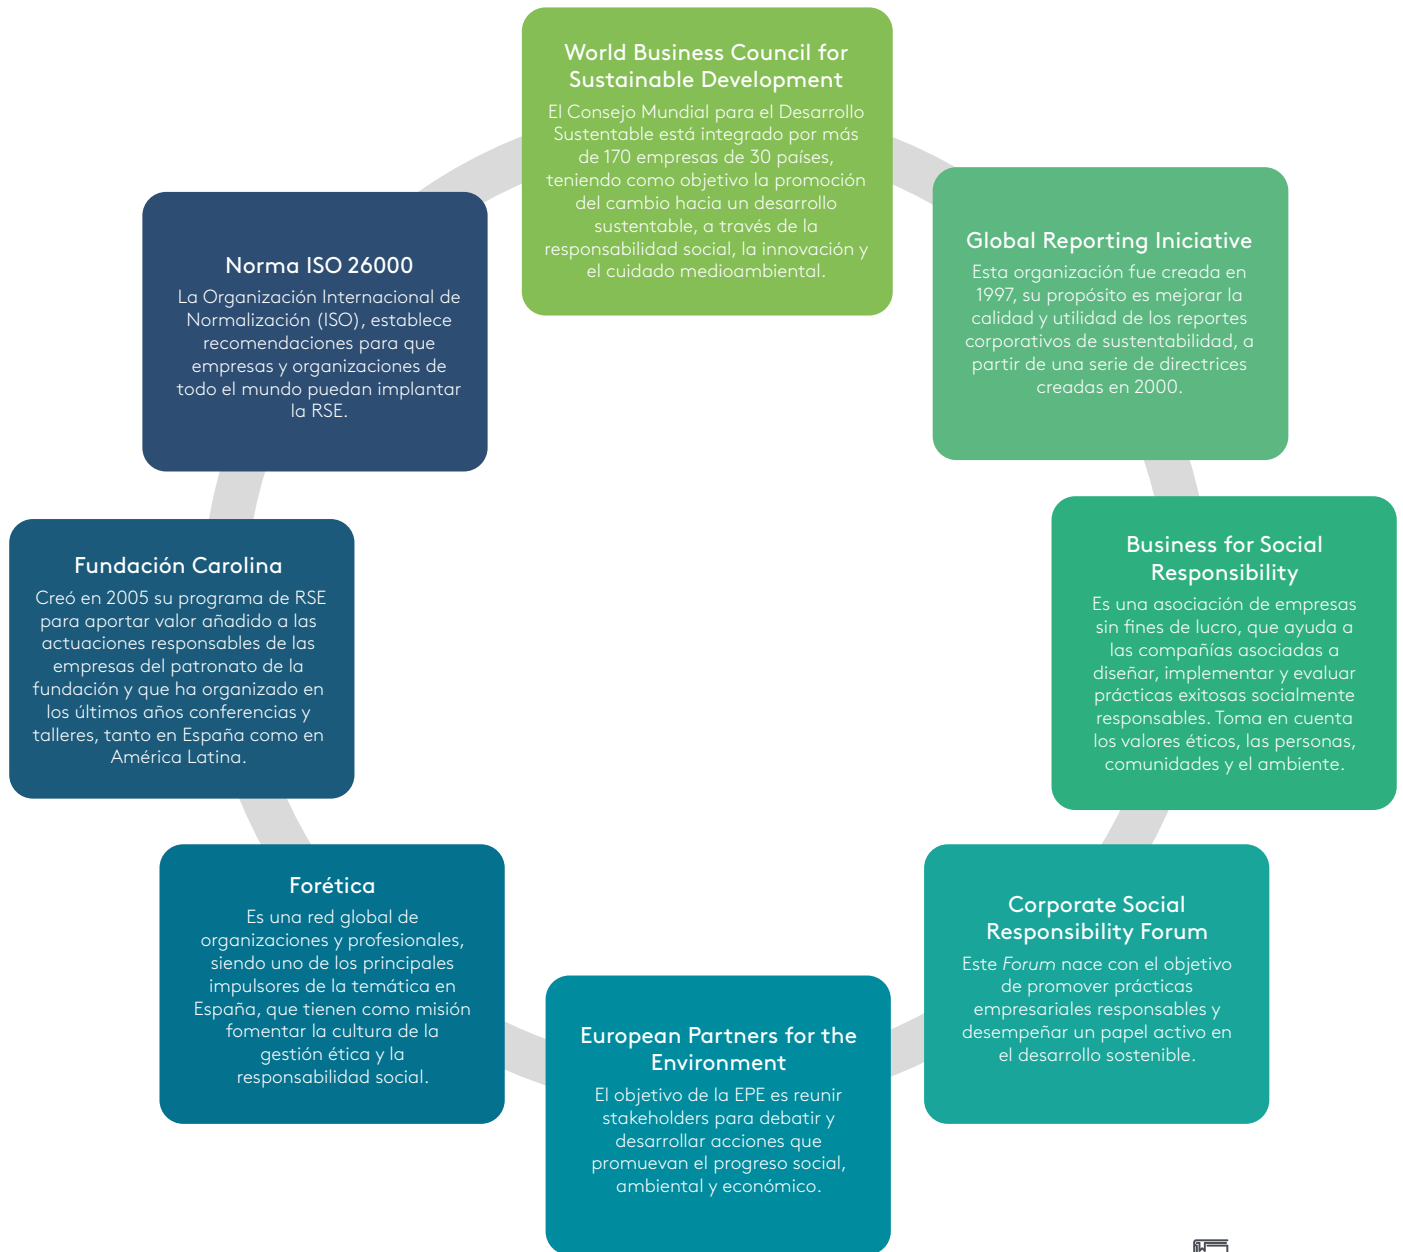 World Business Council for
Sustainable Development
El Consejo Mundial para el Desarrollo
Sustentable está integrado por más
de 170 empresas de 30 países,
teniendo como objetivo la promoción
del cambio hacia un desarrollo
sustentable, a través de la
responsabilidad social, la innovación y
el cuidado medioambiental.
Global Reporting Iniciative
Esta organización fue creada en
1997, su propósito es mejorar la
calidad y utilidad de los reportes
corporativos de sustentabilidad, a
partir de una serie de directrices
creadas en 2000.
Business for Social
Responsibility
Es una asociación de empresas
sin fines de lucro, que ayuda a
las compañías asociadas a
diseñar, implementar y evaluar
prácticas exitosas socialmente
responsables. Toma en cuenta
los valores éticos, las personas,
comunidades y el ambiente.
Corporate Social
Responsibility Forum
Este Forum nace con el objetivo
de promover prácticas
empresariales responsables y
desempeñar un papel activo en
el desarrollo sostenible.
European Partners for the
Environment
El objetivo de la EPE es reunir
stakeholders para debatir y
desarrollar acciones que
promuevan el progreso social,
ambiental y económico.
Forética
Es una red global de
organizaciones y profesionales,
siendo uno de los principales
impulsores de la temática en
España, que tienen como misión
fomentar la cultura de la
gestión ética y la
responsabilidad social.
Fundación Carolina
Creó en 2005 su programa de RSE
para aportar valor añadido a las
actuaciones responsables de las
empresas del patronato de la
fundación y que ha organizado en
los últimos años conferencias y
talleres, tanto en España como en
América Latina.
Norma ISO 26000
La Organización Internacional de
Normalización (ISO), establece
recomendaciones para que
empresas y organizaciones de
todo el mundo puedan implantar
la RSE.